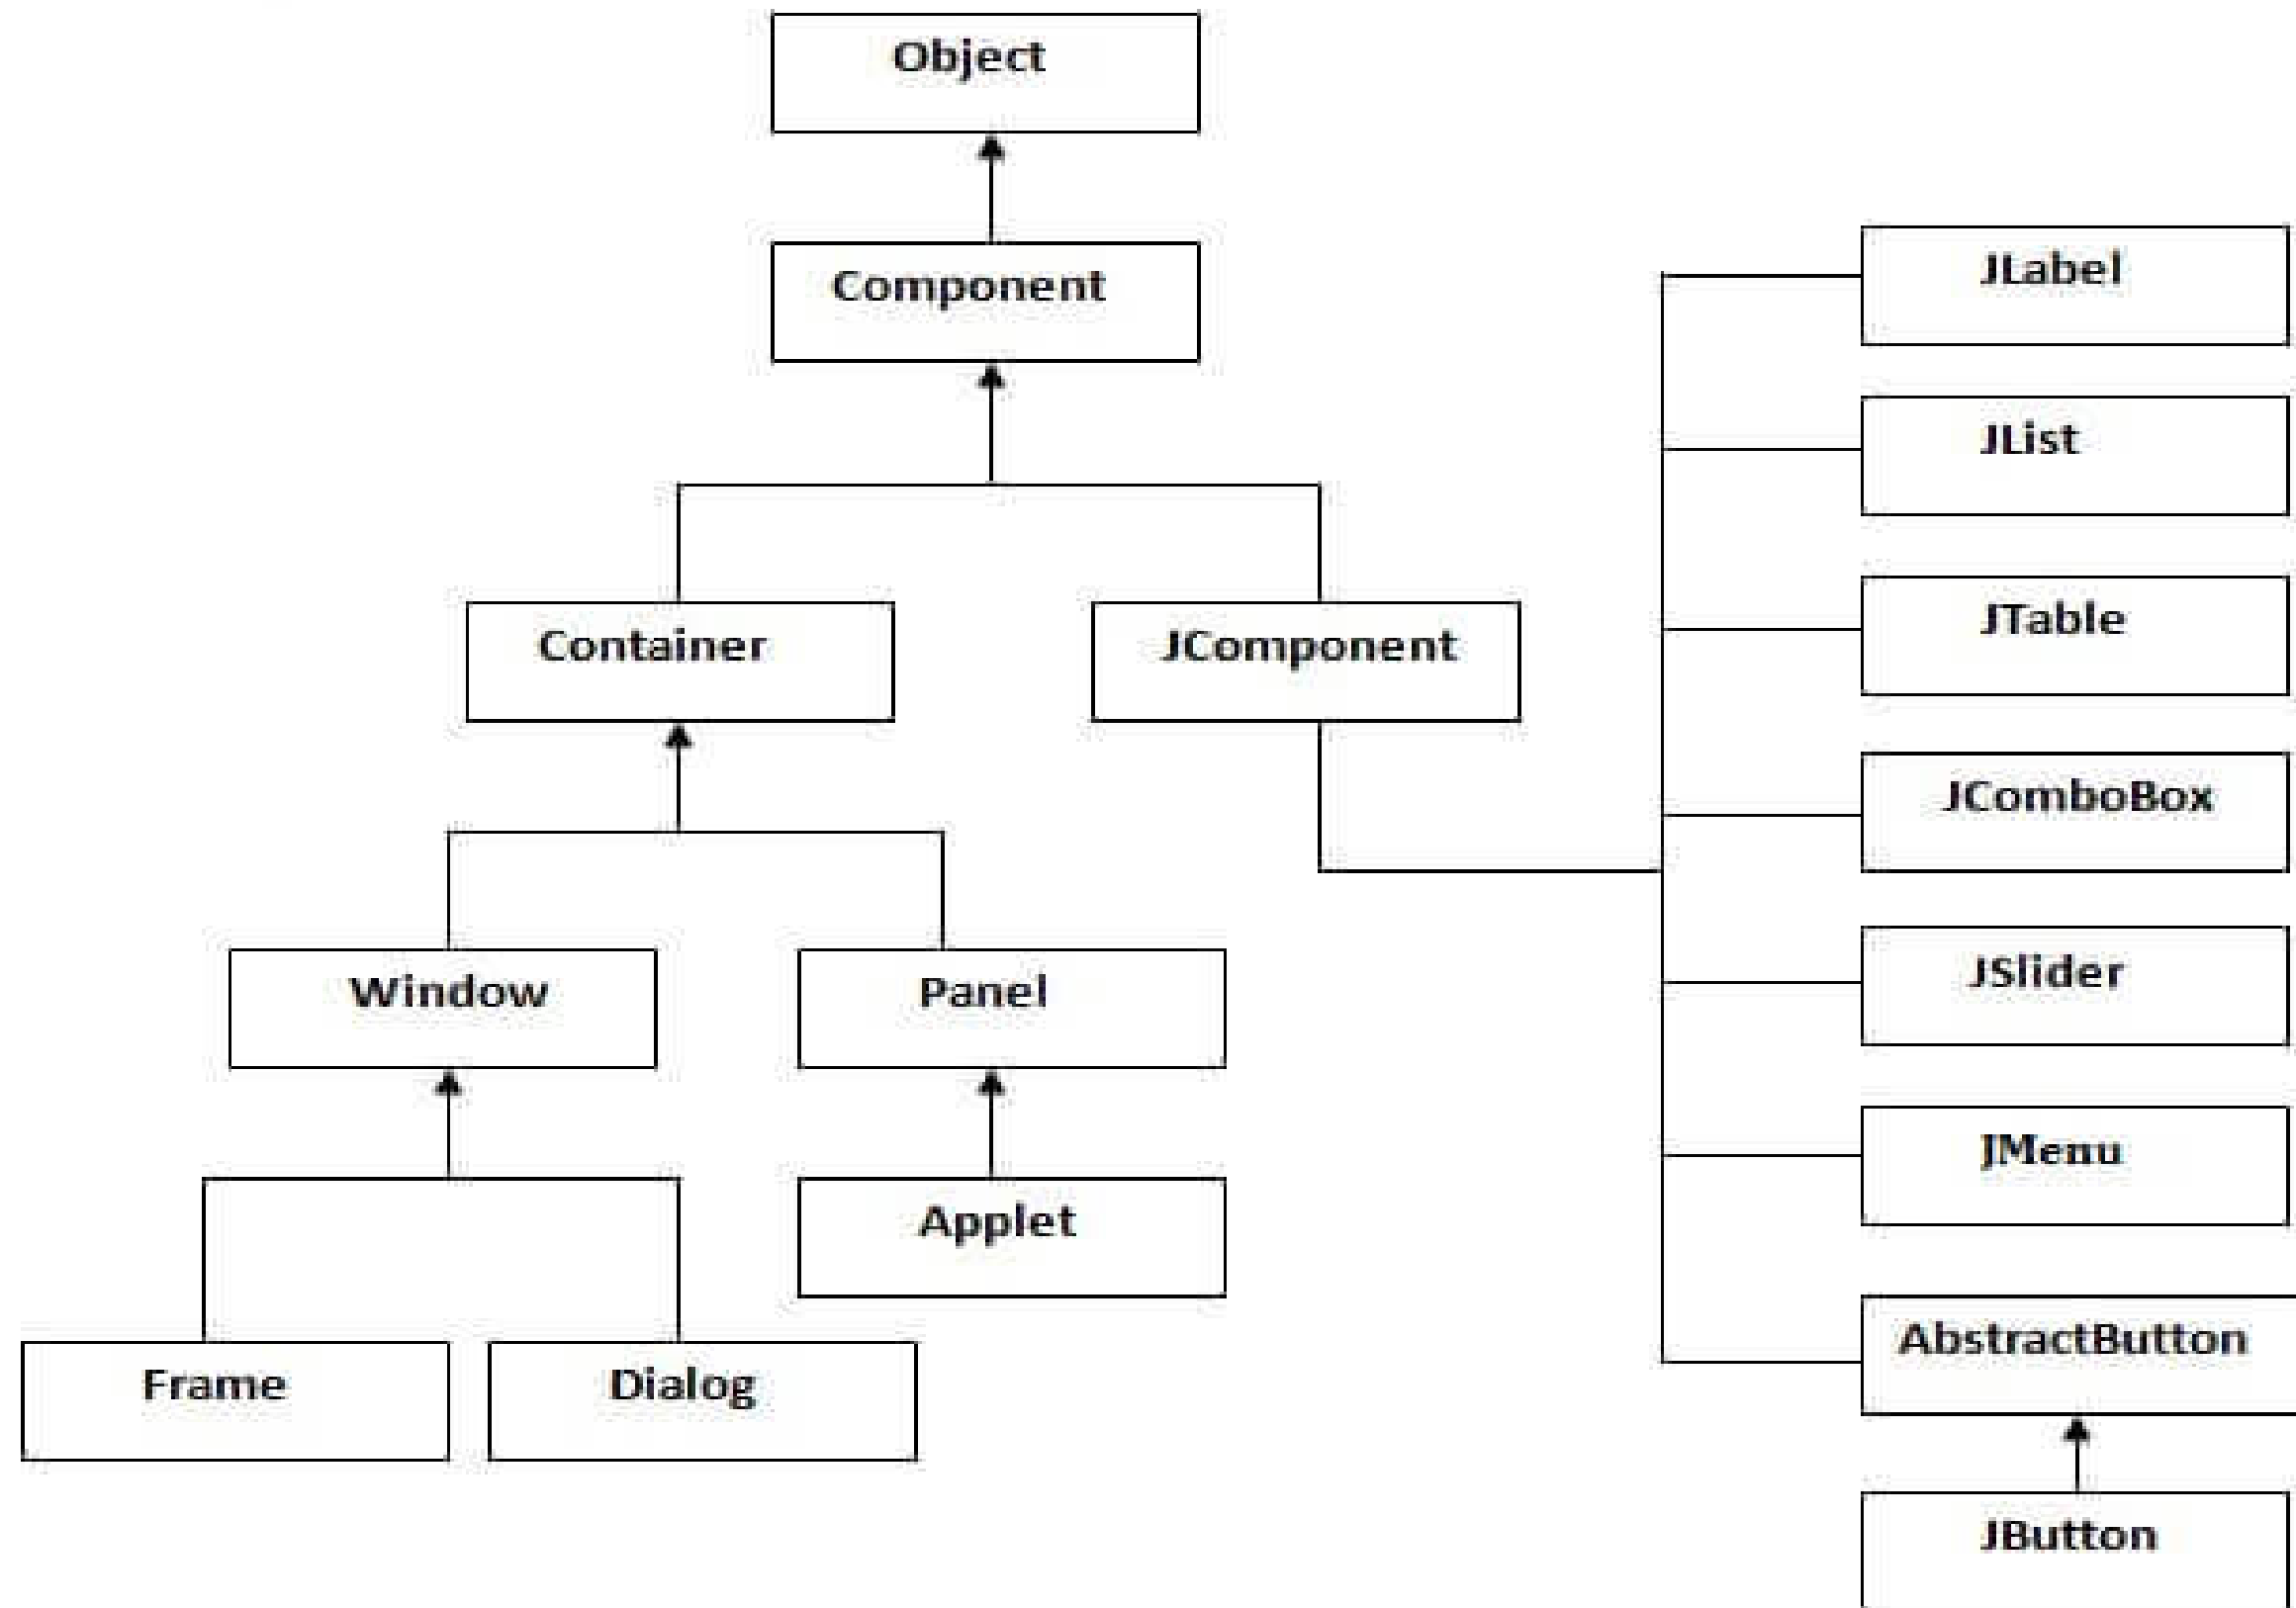 Object
Component
Container
JComponent
Window
Panel
Frame
Dialog
Applet
JLabel
JList
JTable
JComboBox
JSlider
JMenu
AbstractButton
JButton